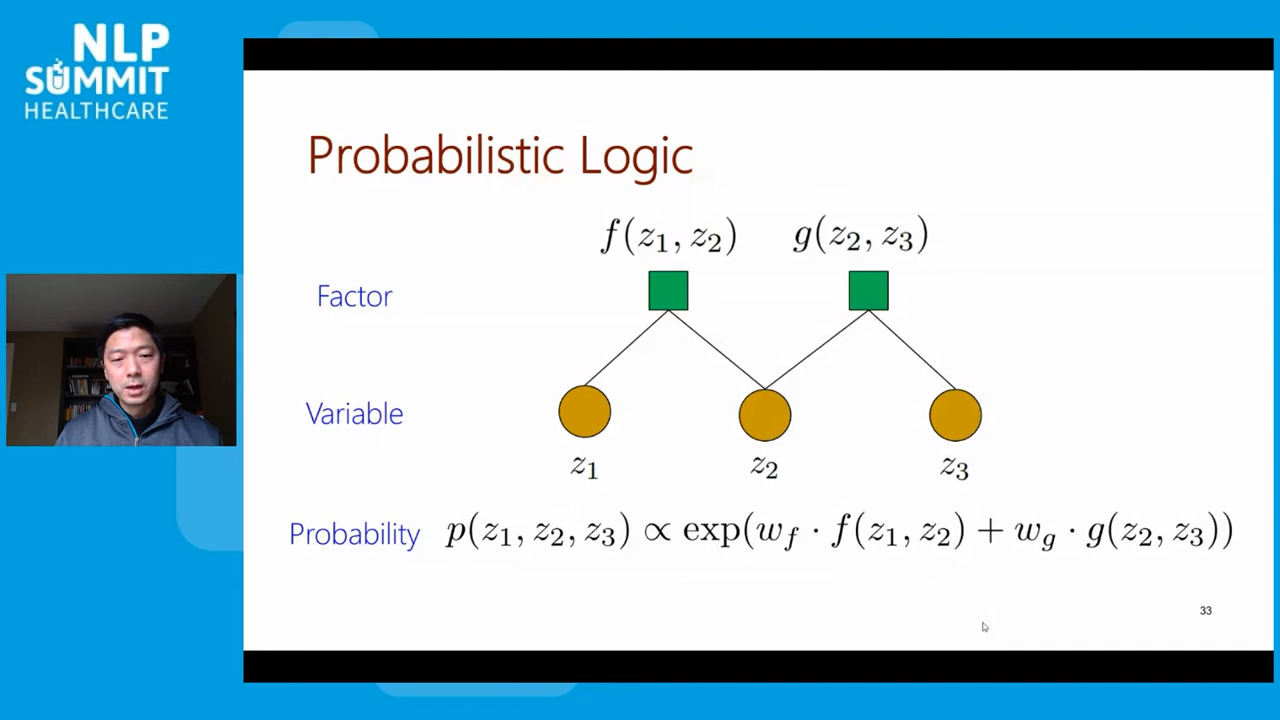 NLP
SUMMIT
HEALTHCARE
Probabilistic Logic
f(z₁, z₂)
g(z₂, z₃)
Factor
Variable
z₁
z₂
z₃
Probability
p(z₁, z₂, z₃) ∝ exp(w_f · f(z₁, z₂) + w_g · g(z₂, z₃))
33